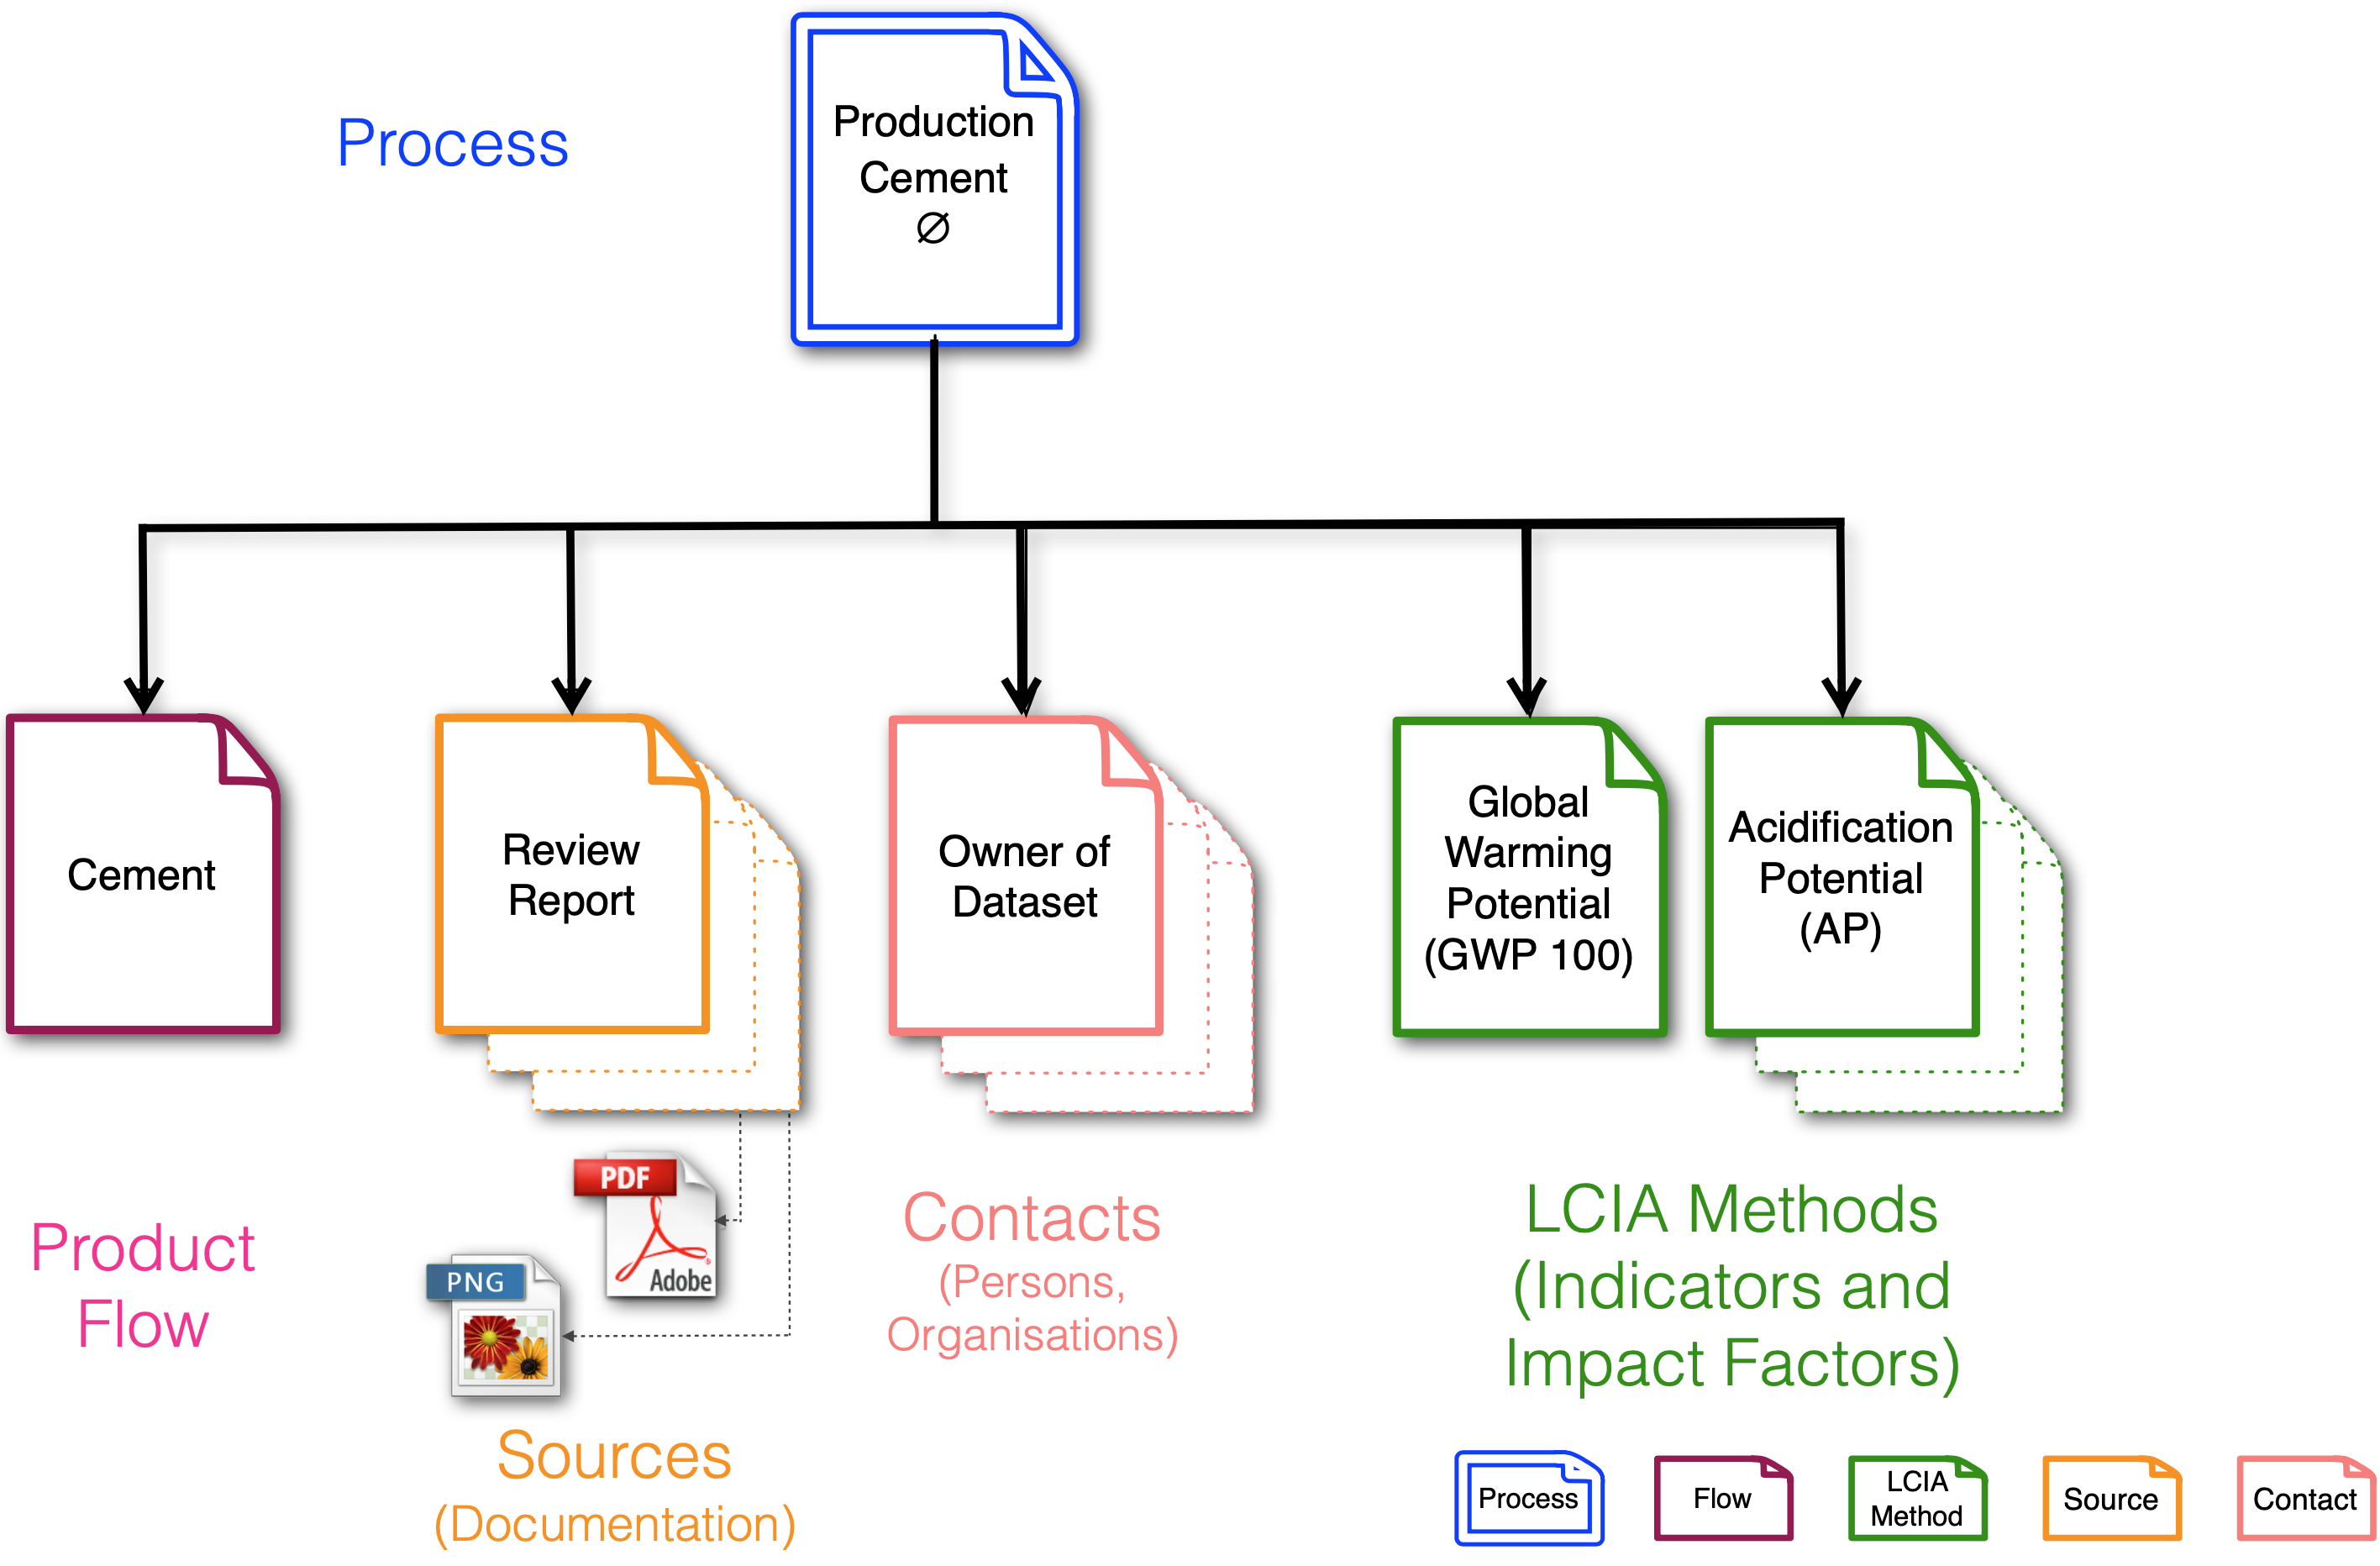 Process
Production
Cement
∅
Cement
Review
Report
Owner of
Dataset
Global
Warming
Potential
(GWP 100)
Acidification
Potential
(AP)
Product
Flow
PDF
Adobe
PNG
Sources
(Documentation)
Contacts
(Persons,
Organisations)
LCIA Methods
(Indicators and
Impact Factors)
Process
Flow
LCIA
Method
Source
Contact